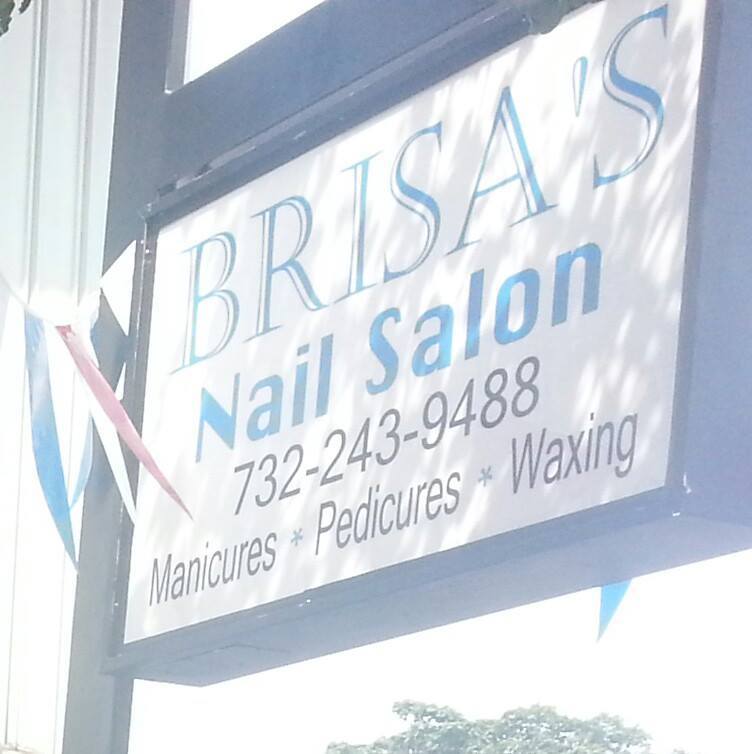 BRISA'S
Nail Salon
732-243-9488
Manicures * Pedicures * Waxing